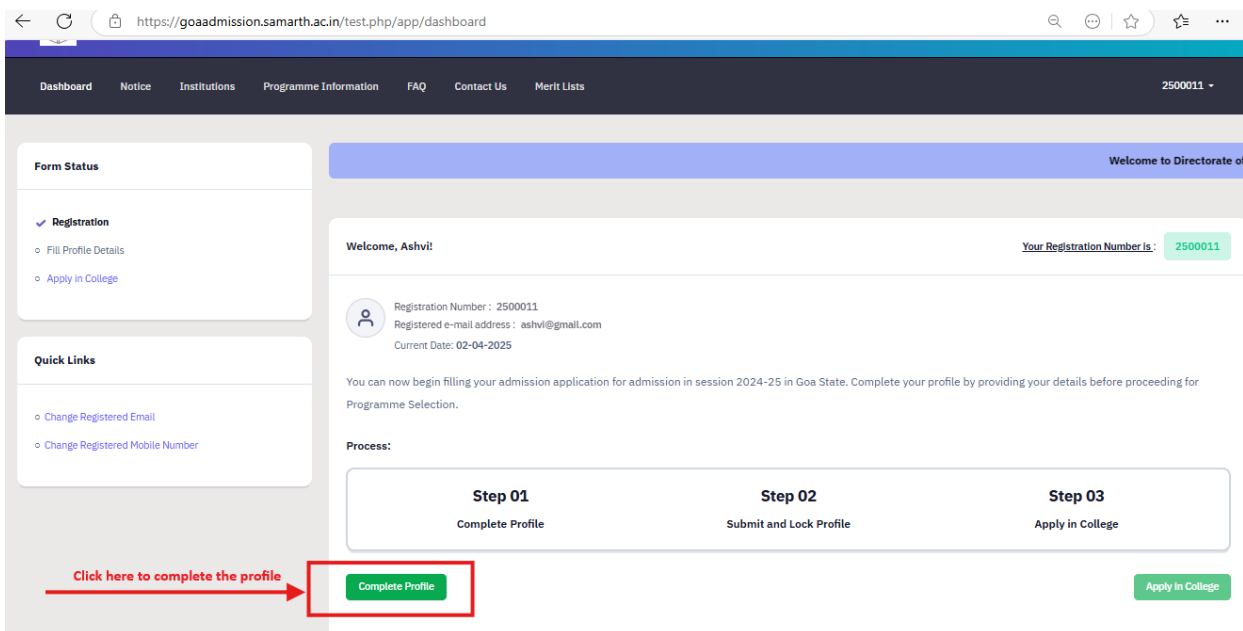 https://goaadmission.samarth.ac.in/test.php/app/dashboard
Dashboard Notice Institutions Programme Information FAQ Contact Us Merit Lists 2500011
Form Status
Registration
Fill Profile Details
Apply in College
Quick Links
Change Registered Email
Change Registered Mobile Number
Welcome to Directorate of
Welcome, Ashvi!
Your Registration Number is : 2500011
Registration Number : 2500011
Registered e-mail address : ashvi@gmail.com
Current Date: 02-04-2025
You can now begin filling your admission application for admission in session 2024-25 in Goa State. Complete your profile by providing your details before proceeding for
Programme Selection.
Process:
Step 01 Step 02 Step 03
Complete Profile Submit and Lock Profile Apply in College
Click here to complete the profile
Complete Profile Apply in College